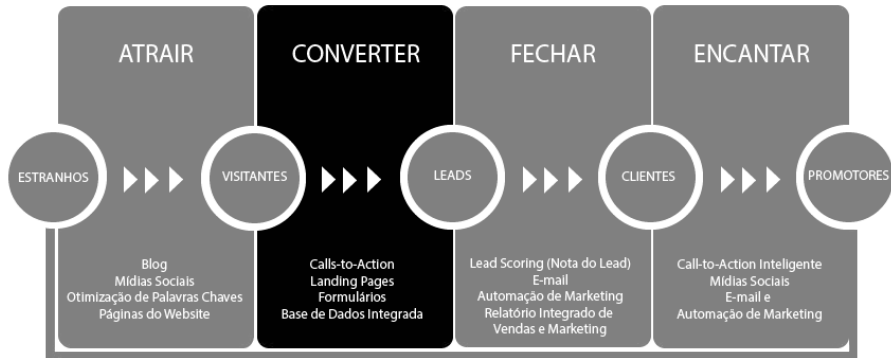 ATRAIR
CONVERTER
FECHAR
ENCANTAR
ESTRANHOS
VISITANTES
LEADS
CLIENTES
PROMOTORES
Blog
Mídias Sociais
Otimização de Palavras Chaves
Páginas do Website
Calls-to-Action
Landing Pages
Formulários
Base de Dados Integrada
Lead Scoring (Nota do Lead)
E-mail
Automação de Marketing
Relatório Integrado de
Vendas e Marketing
Call-to-Action Inteligente
Mídias Sociais
E-mail e
Automação de Marketing